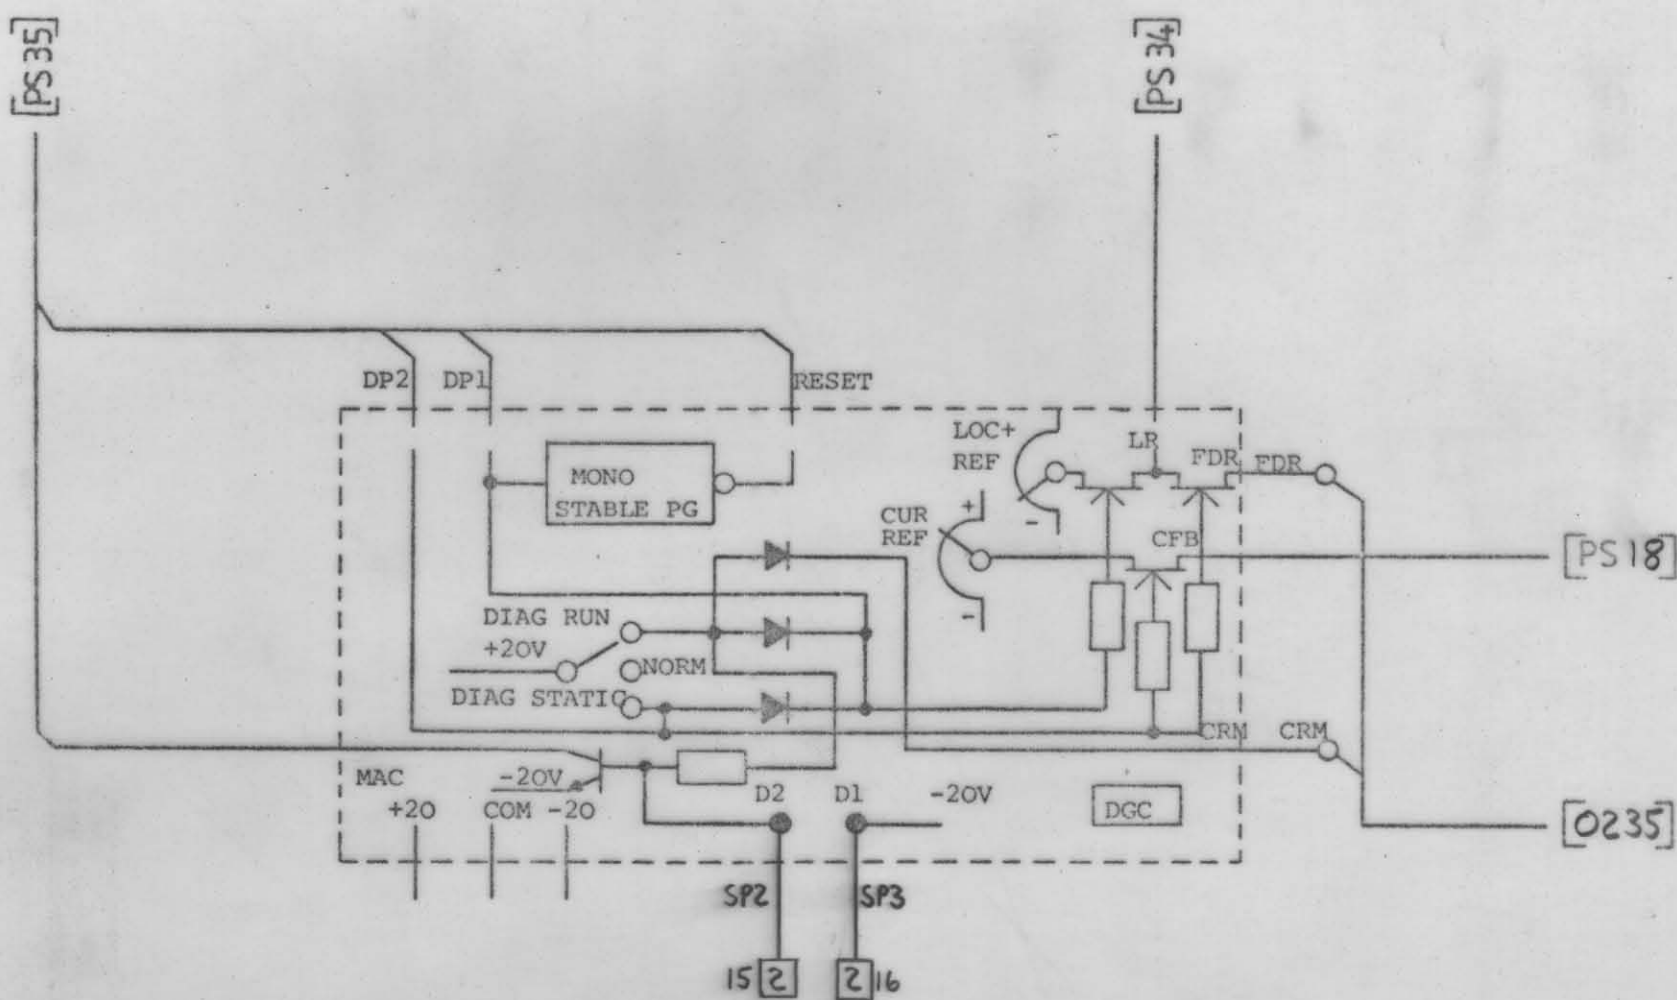 [PS 35]
[PS 34]
DP2
DP1
RESET
LOC+
REF
-
LR
FDR
FDR
MONO
STABLE PG
CUR
REF
+
-
CFB
[PS 18]
DIAG RUN
+20V
NORM
DIAG STATIC
CRM
CRM
MAC
-20V
+20
COM
-20
D2
D1
-20V
DGC
[0235]
SP2
SP3
15
2
2
16